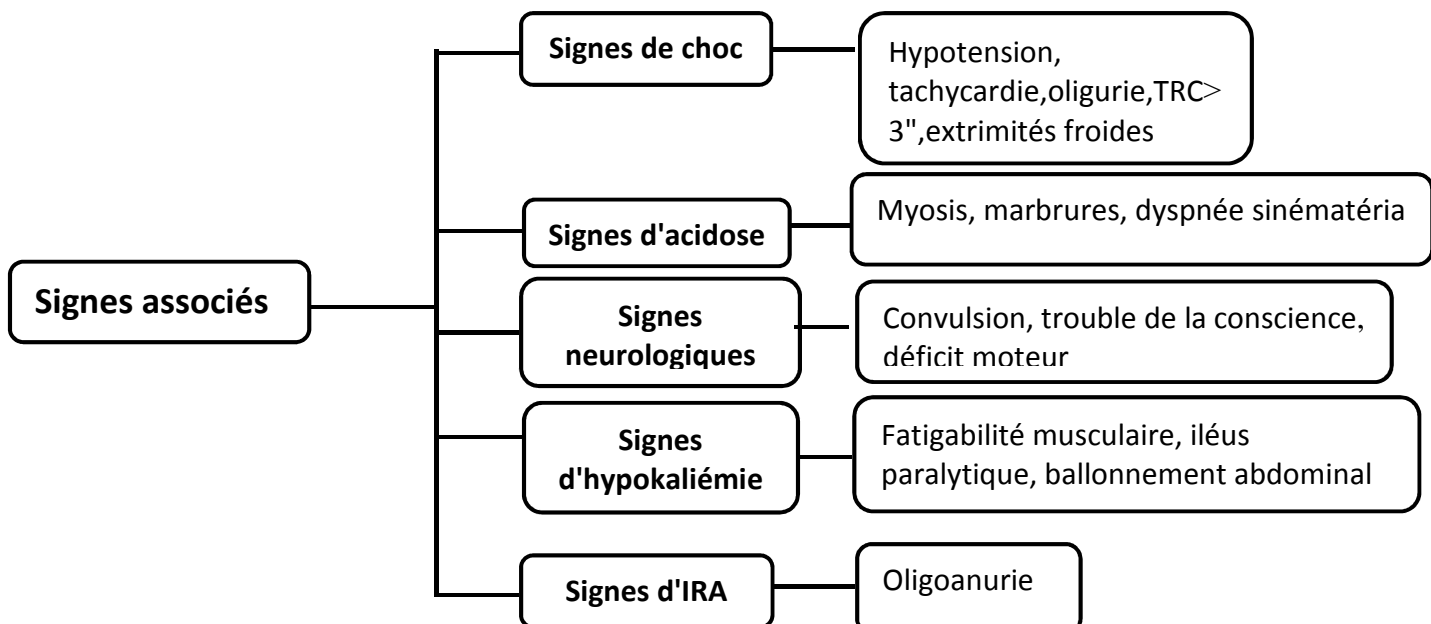 Signes associés
Signes de choc
Hypotension,
tachycardie,oligurie,TRC>
3",extrimités froides
Signes d'acidose
Myosis, marbrures, dyspnée sinématéria
Signes
neurologiques
Convulsion, trouble de la conscience,
déficit moteur
Signes
d'hypokaliémie
Fatigabilité musculaire, iléus
paralytique, ballonnement abdominal
Signes d'IRA
Oligoanurie